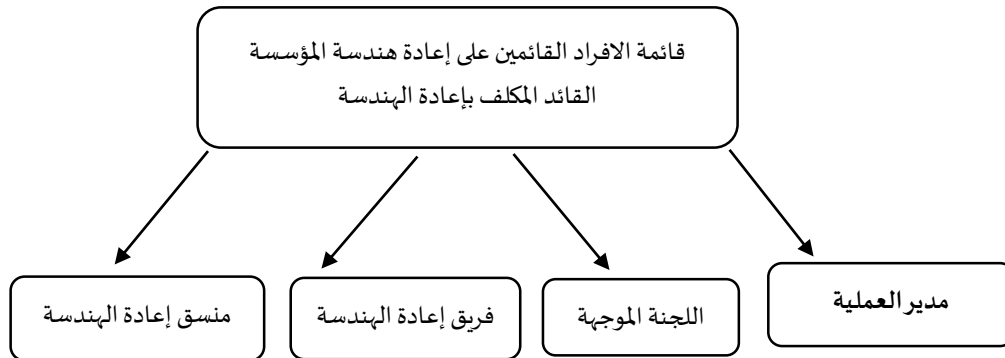 قائمة الافراد القائمين على إعادة هندسة المؤسسة
القائد المكلف بإعادة الهندسة
مدير العملية
اللجنة الموجهة
فريق إعادة الهندسة
منسق إعادة الهندسة